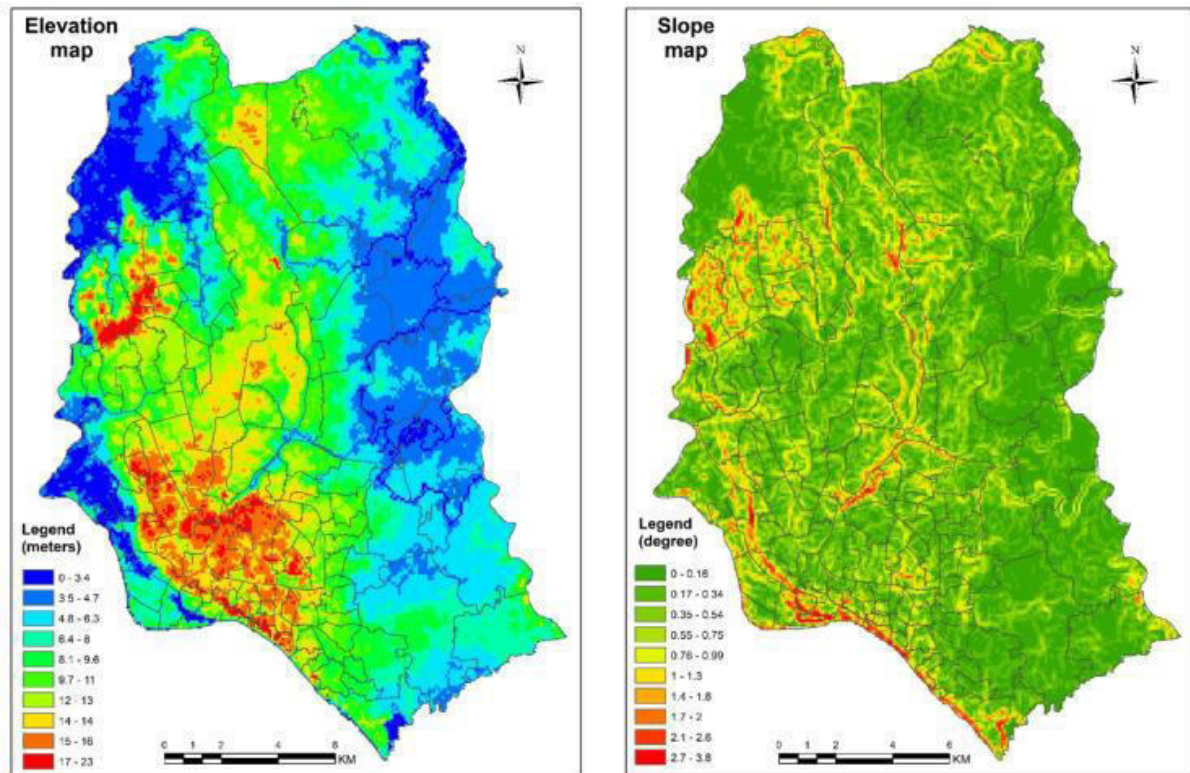 Elevation
map
N
Legend
(meters)
0 - 3.4
3.5 - 4.7
4.8 - 6.3
6.4 - 8
8.1 - 9.6
9.7 - 11
12 - 13
14 - 14
15 - 16
17 - 23
0 1 2 4 6
KM
Slope
map
N
Legend
(degree)
0 - 0.16
0.17 - 0.34
0.35 - 0.54
0.55 - 0.75
0.76 - 0.99
1 - 1.3
1.4 - 1.8
1.7 - 2
2.1 - 2.6
2.7 - 3.8
0 1 2 4 6
KM